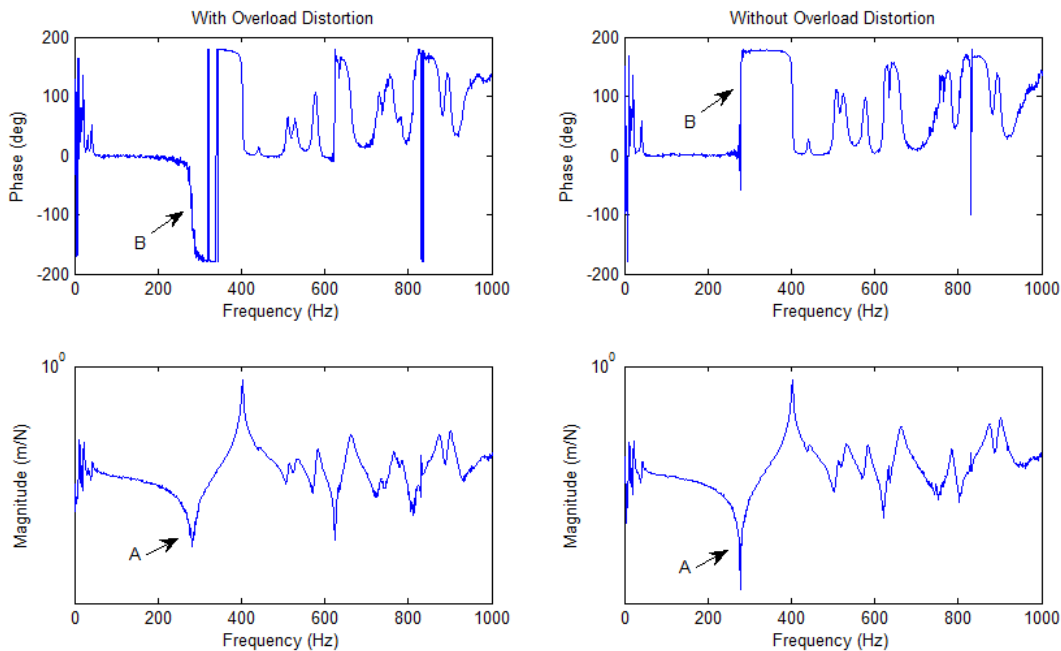 With Overload Distortion
200
100
0
-100
-200
Phase (deg)
B
0 200 400 600 800 1000
Frequency (Hz)
Without Overload Distortion
200
100
0
-100
-200
Phase (deg)
B
0 200 400 600 800 1000
Frequency (Hz)
10^0
Magnitude (m/N)
A
0 200 400 600 800 1000
Frequency (Hz)
10^0
Magnitude (m/N)
A
0 200 400 600 800 1000
Frequency (Hz)